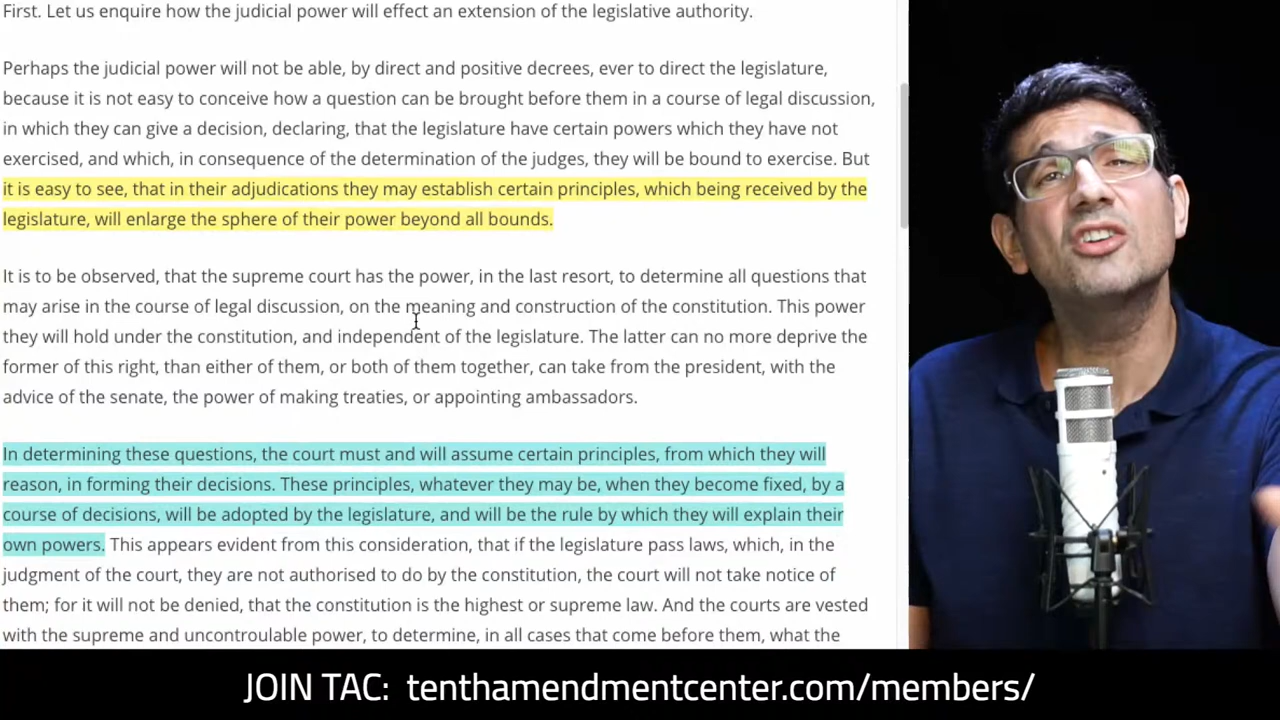 First. Let us enquire how the judicial power will effect an extension of the legislative authority.
Perhaps the judicial power will not be able, by direct and positive decrees, ever to direct the legislature,
because it is not easy to conceive how a question can be brought before them in a course of legal discussion,
in which they can give a decision, declaring, that the legislature have certain powers which they have not
exercised, and which, in consequence of the determination of the judges, they will be bound to exercise. But
it is easy to see, that in their adjudications they may establish certain principles, which being received by the
legislature, will enlarge the sphere of their power beyond all bounds.
It is to be observed, that the supreme court has the power, in the last resort, to determine all questions that
may arise in the course of legal discussion, on the meaning and construction of the constitution. This power
they will hold under the constitution, and independent of the legislature. The latter can no more deprive the
former of this right, than either of them, or both of them together, can take from the president, with the
advice of the senate, the power of making treaties, or appointing ambassadors.
In determining these questions, the court must and will assume certain principles, from which they will
reason, in forming their decisions. These principles, whatever they may be, when they become fixed, by a
course of decisions, will be adopted by the legislature, and will be the rule by which they will explain their
own powers. This appears evident from this consideration, that if the legislature pass laws, which, in the
judgment of the court, they are not authorised to do by the constitution, the court will not take notice of
them; for it will not be denied, that the constitution is the highest or supreme law. And the courts are vested
with the supreme and uncontroulable power, to determine, in all cases that come before them, what the
JOIN TAC: tenthamendmentcenter.com/members/